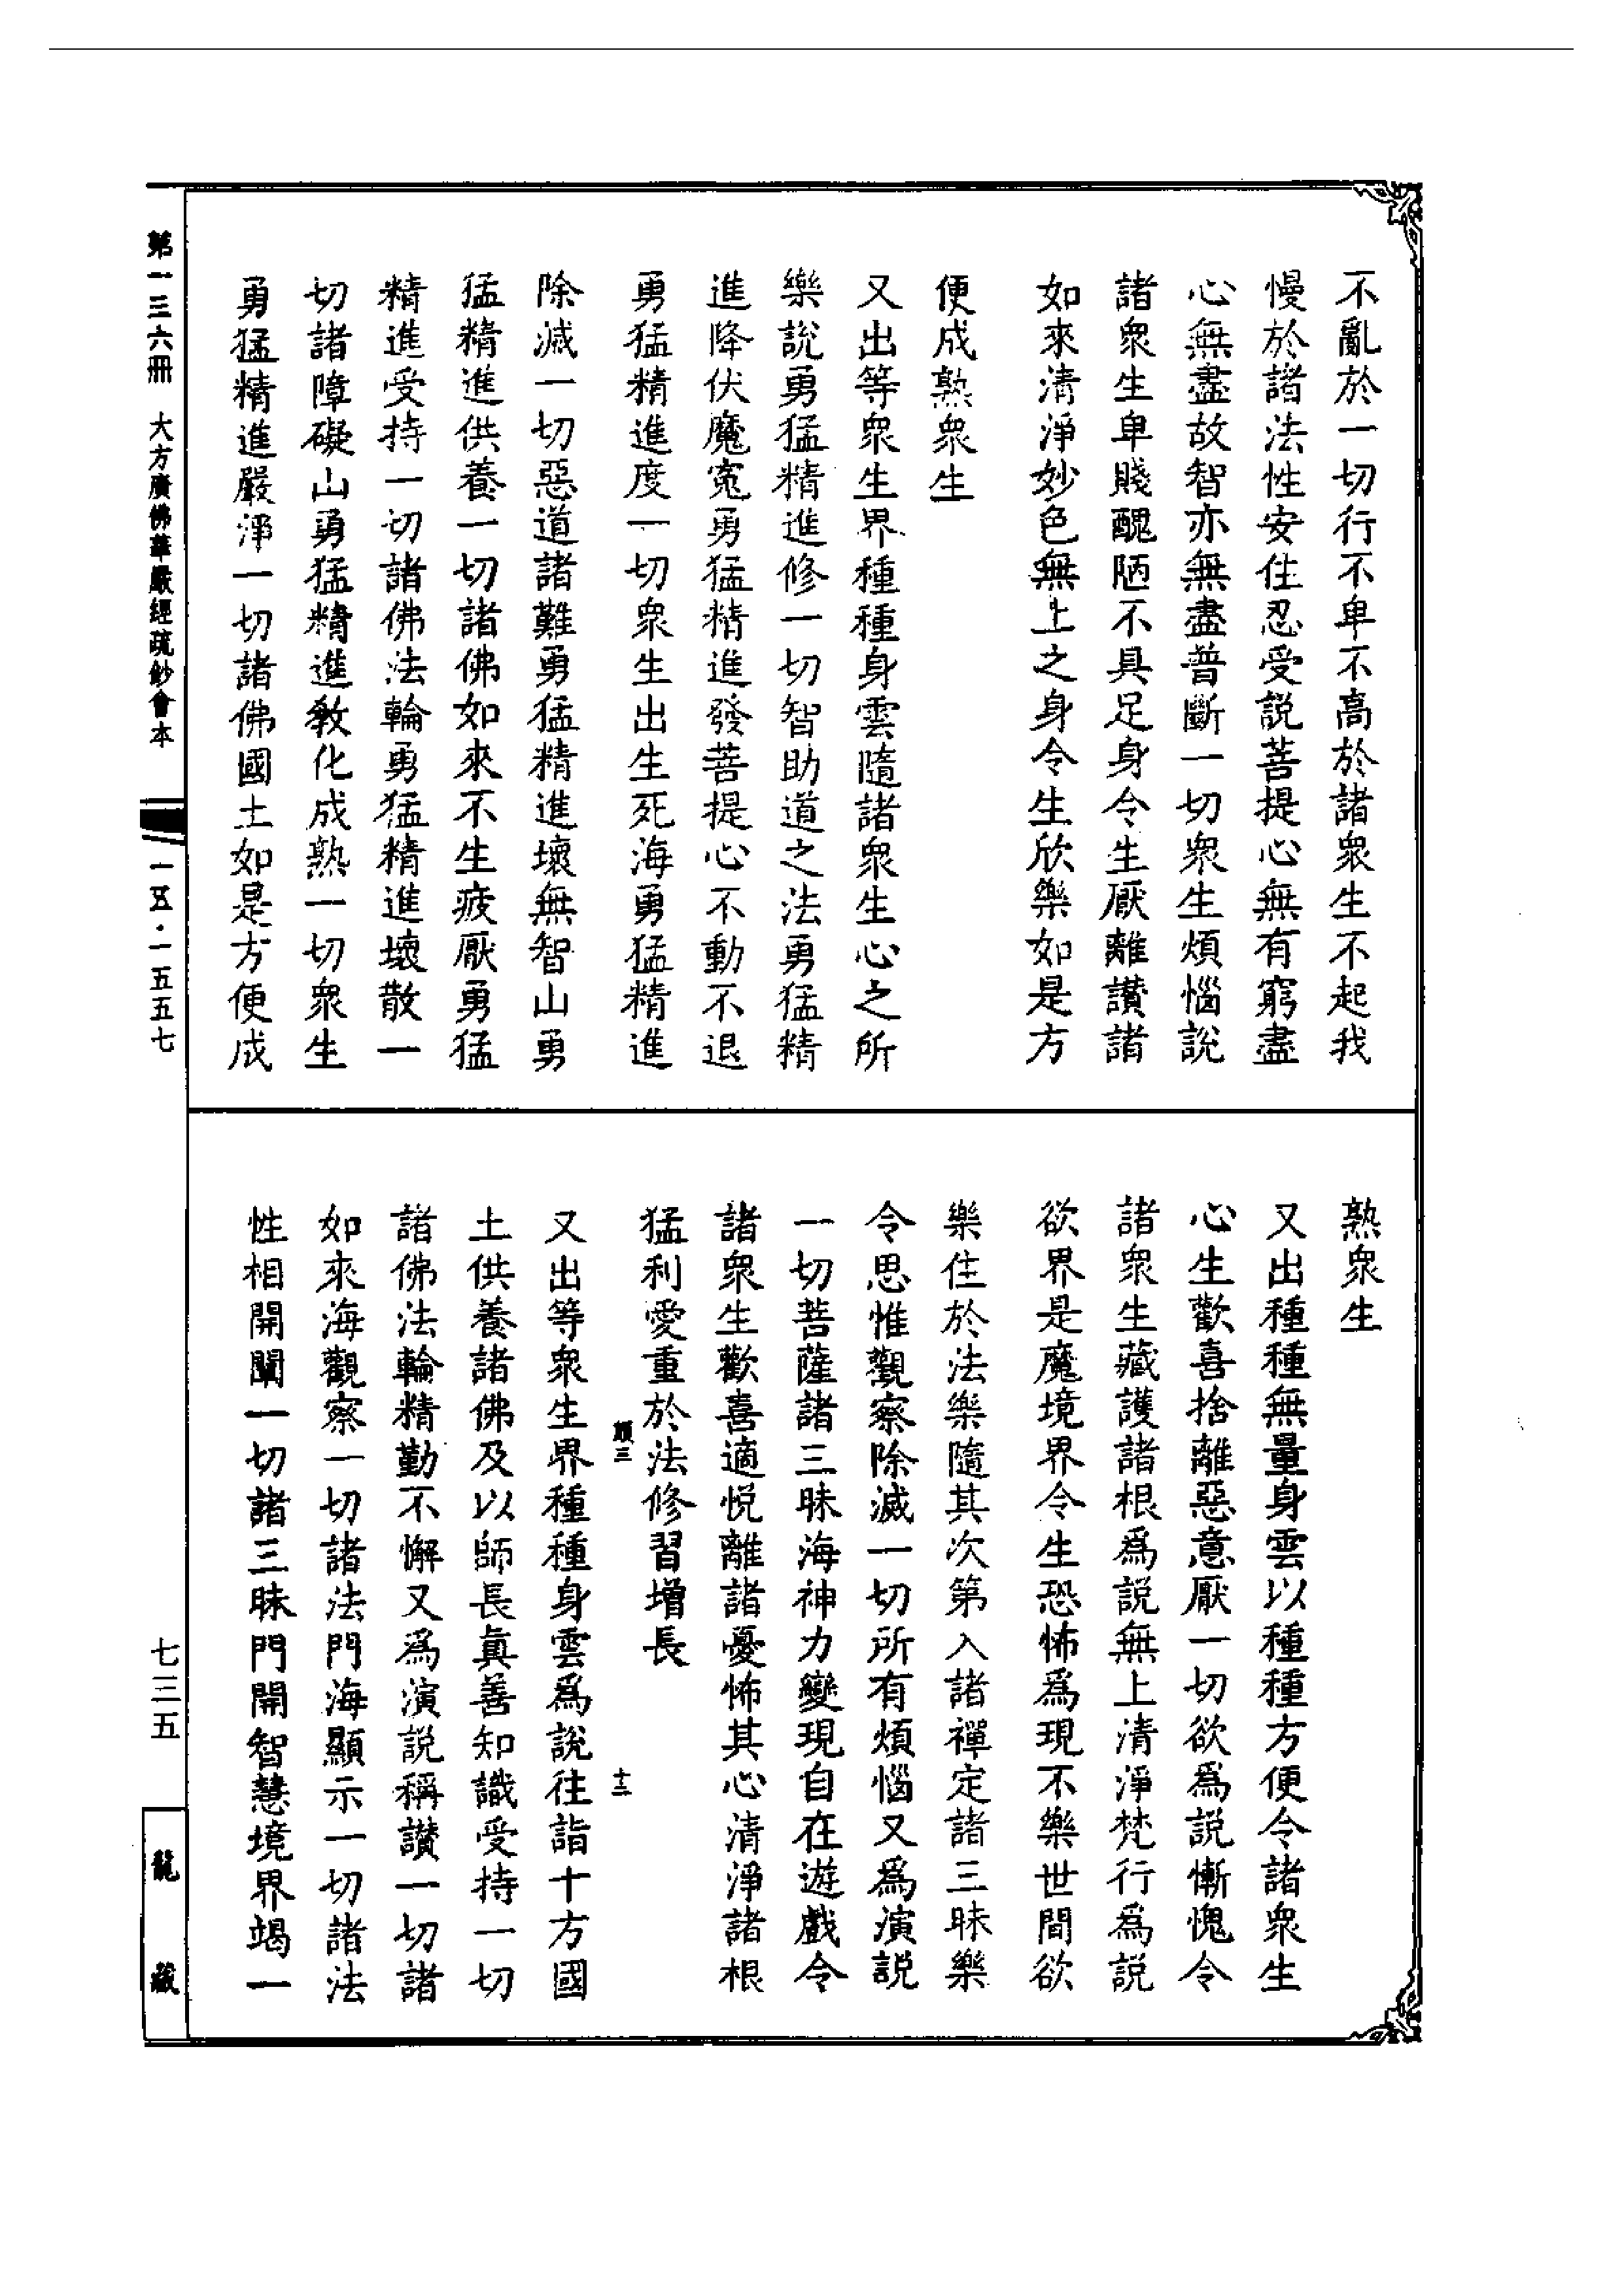 不亂於一切行不卑不高於諸衆生不起我
慢於諸法性安住忍受説菩提心無有窮盡
心無盡故智亦無盡普斷一切衆生煩惱説
諸衆生卑賤醜陋不具足身令生厭離讃諸
如來清淨妙色無上之身令生欣樂如是方
便成熟衆生
又出等衆生界種種身雲隨諸衆生心之所
樂説勇猛精進修一切智助道之法勇猛精
進降伏魔寃勇猛精進發菩提心不動不退
勇猛精進度一切衆生出生死海勇猛精進
除滅一切惡道諸難勇猛精進壞無智山勇
猛精進供養一切諸佛如來不生疲厭勇猛
精進受持一切諸佛法輪勇猛精進壞散一
切諸障礙山勇猛精進教化成熟一切衆生
勇猛精進嚴淨一切諸佛國土如是方便成
熟衆生
又出種種無量身雲以種種方便令諸衆生
心生歡喜捨離惡意厭一切欲爲説慚愧令
諸衆生藏護諸根爲説無上清淨梵行爲説
欲界是魔境界令生恐怖爲現不樂世間欲
樂住於法樂隨其次第入諸禪定諸三昧樂
令思惟觀察除滅一切所有煩惱又爲演説
一切菩薩諸三昧海神力變現自在遊戲令
諸衆生歡喜適悅離諸憂怖其心清淨諸根
猛利愛重於法修習增長
又出等衆生界種種身雲爲説往詣十方國
土供養諸佛及以師長眞善知識受持一切
諸佛法輪精勤不懈又爲演説稱讃一切諸
如來海觀察一切諸法門海顯示一切諸法
性相開闡一切諸三昧門開智慧境界竭一
第一三六冊 大方廣佛華嚴經疏鈔會本
一五·一五五七
七三五
龍藏